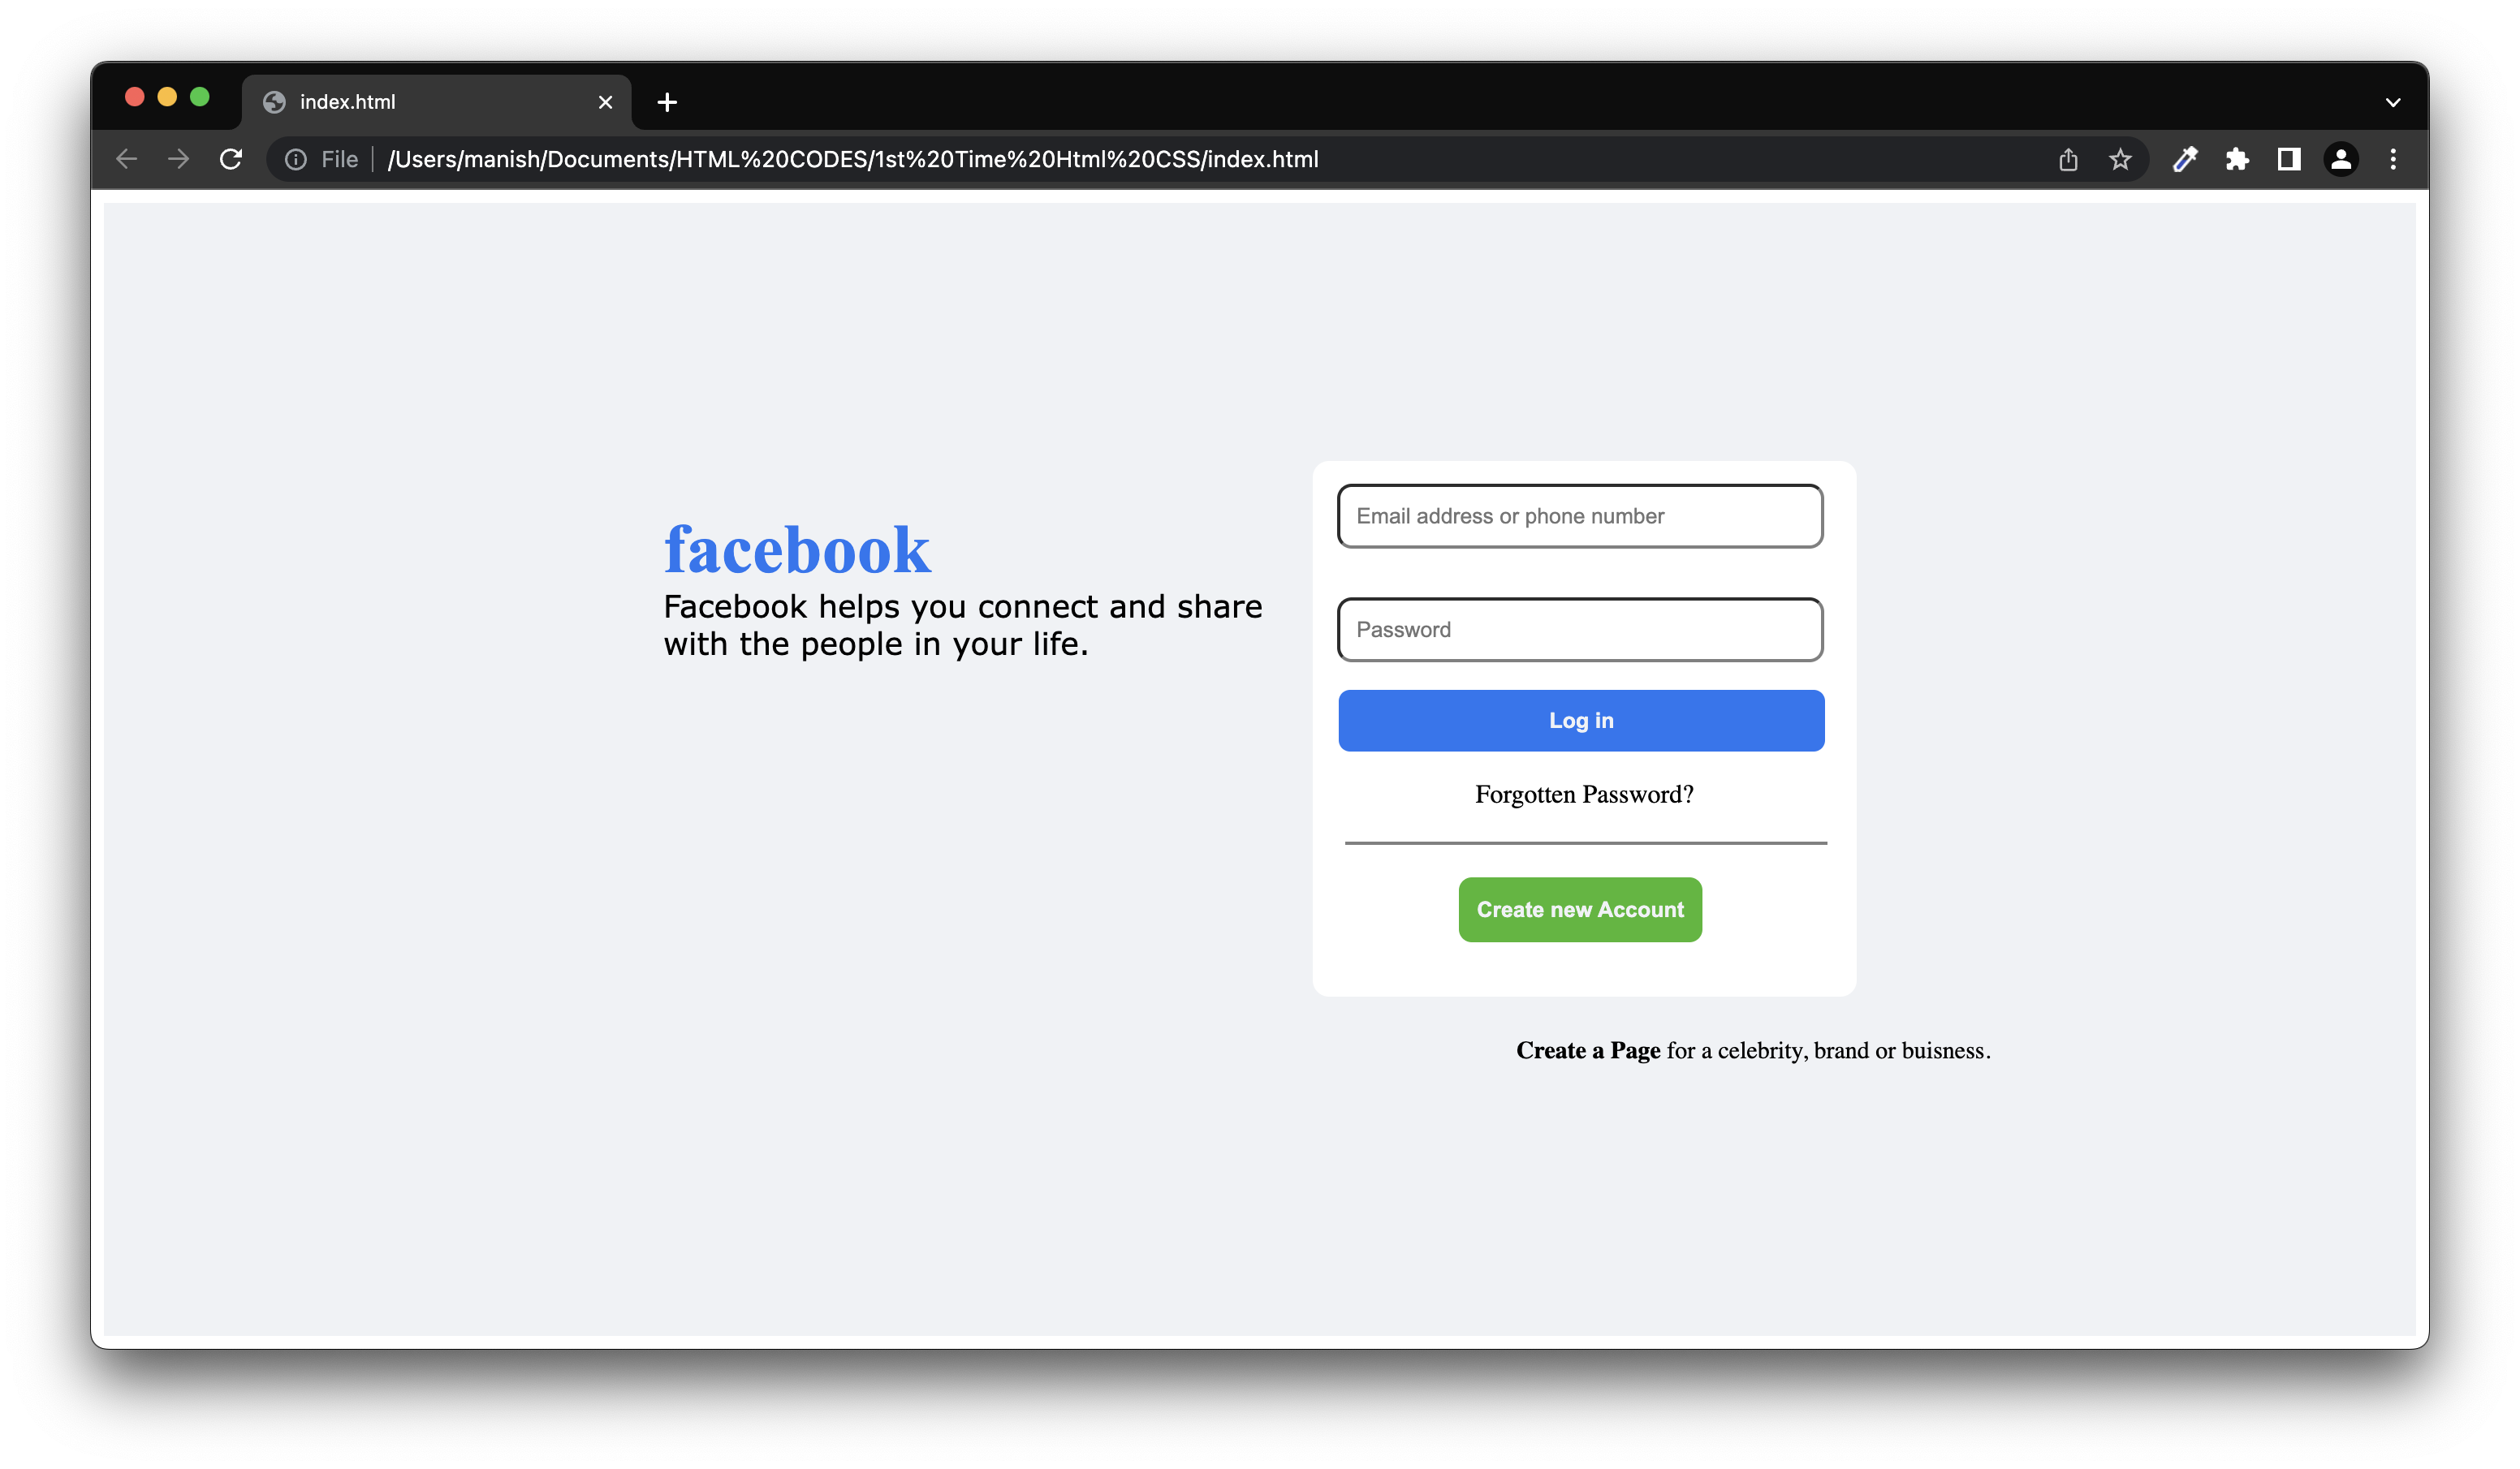 index.html
File /Users/manish/Documents/HTML%20CODES/1st%20Time%20Html%20CSS/index.html
facebook
Facebook helps you connect and share
with the people in your life.
Email address or phone number
Password
Log in
Forgotten Password?
Create new Account
Create a Page for a celebrity, brand or buisness.